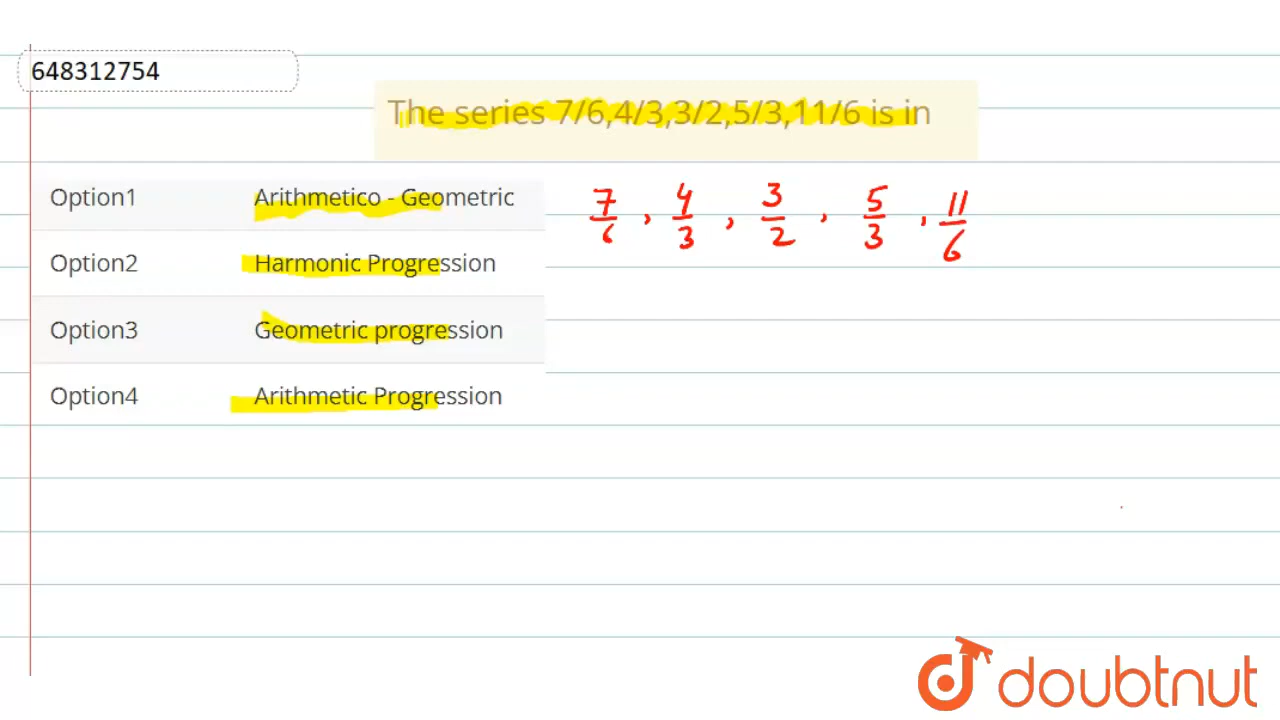 648312754
The series 7/6,4/3,3/2,5/3,11/6 is in
Option1 Arithmetico - Geometric
Option2 Harmonic Progression
Option3 Geometric progression
Option4 Arithmetic Progression
7/6 , 4/3 , 3/2 , 5/3 , 11/6
doubtnut